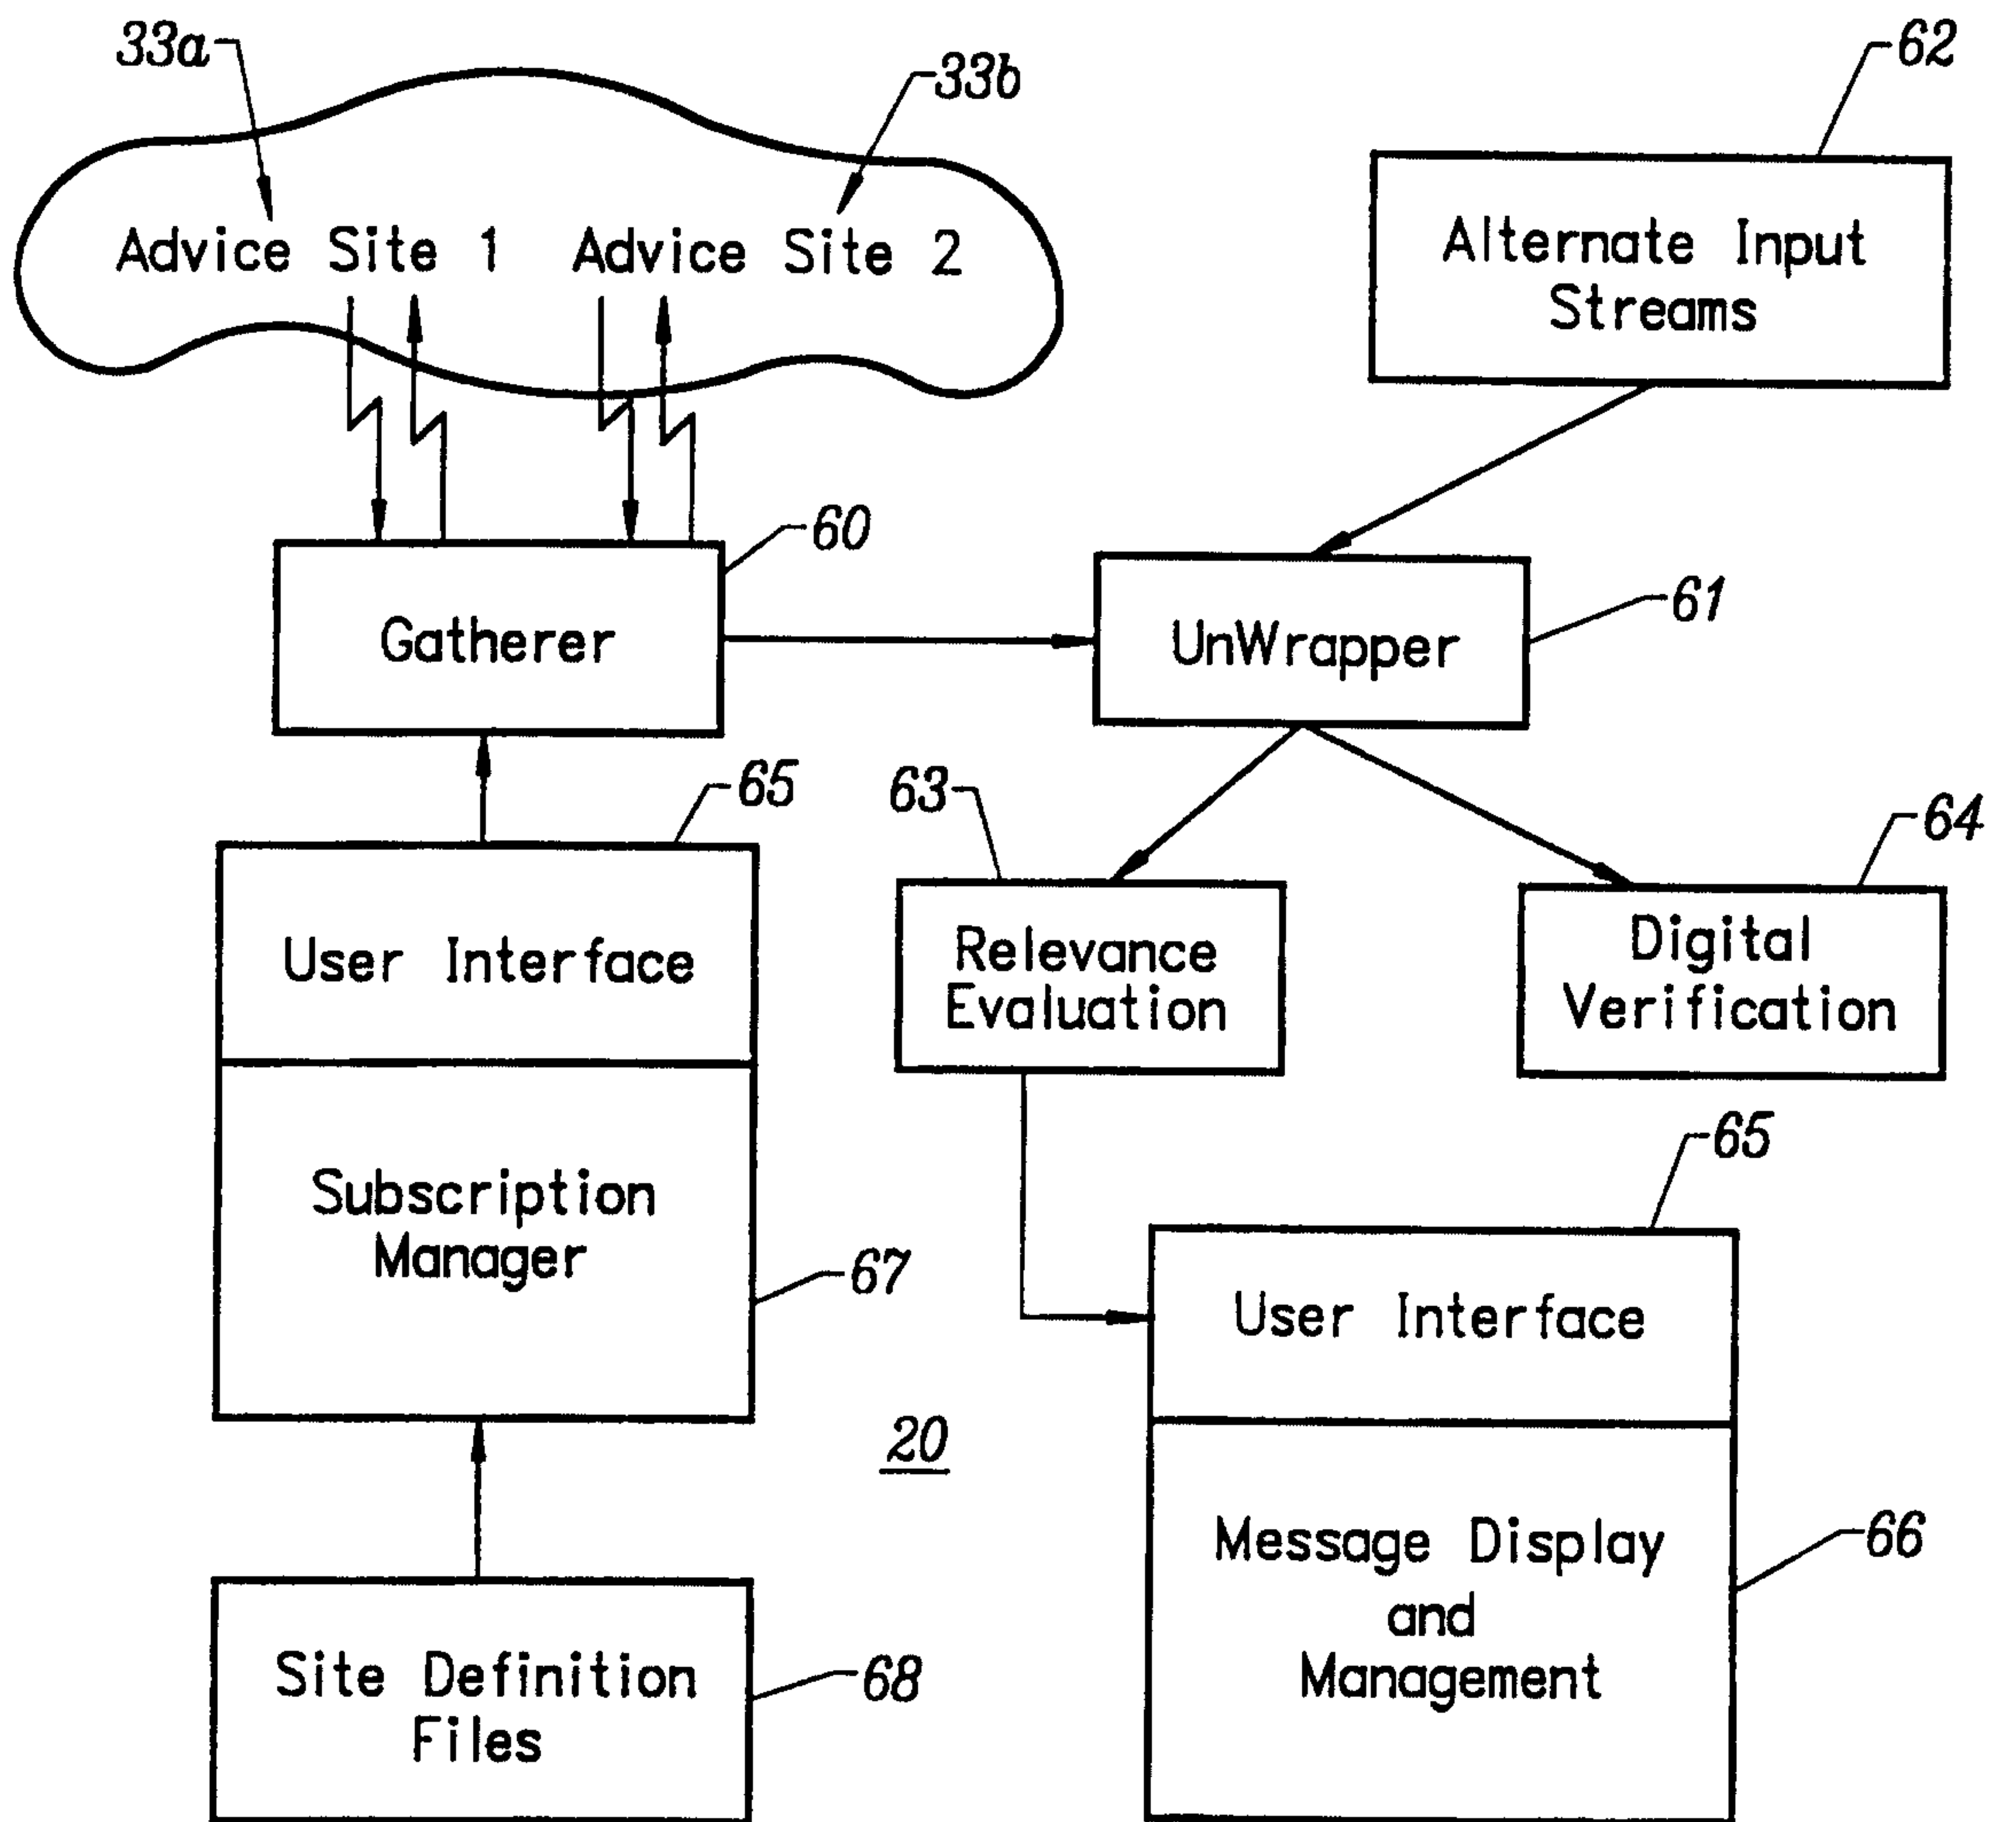 33a
33b
62
Advice Site 1
Advice Site 2
Alternate Input
Streams
60
Gatherer
UnWrapper
61
65
63
64
User Interface
Relevance
Evaluation
Digital
Verification
Subscription
Manager
67
65
User Interface
20
Message Display
and
Management
66
Site Definition
Files
68